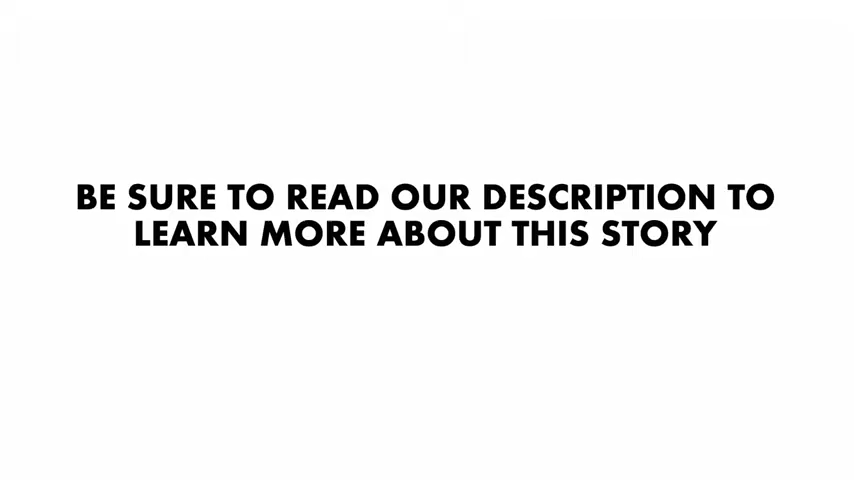 BE SURE TO READ OUR DESCRIPTION TO
LEARN MORE ABOUT THIS STORY